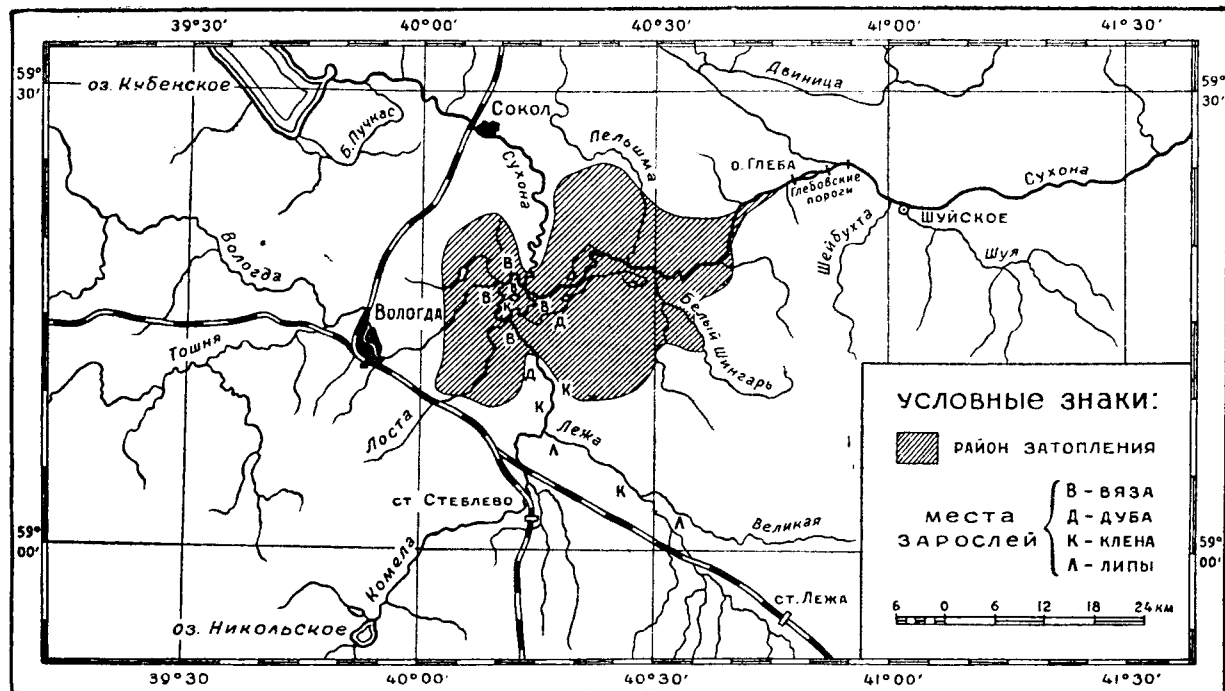 39°30'
40°00'
40°30'
41°00'
41°30'
59°
30'
59°
30'
оз. Кубенское
Б. Пучкас
Сокол
Сухона
Двиница
Пельшма
о. Глеба
Глебовские
пороги
Сухона
Шуйское
Шейбухта
Шуя
Вологда
Вологда
Тошня
Белый Шингарь
В
В
К
В
В
Д
Д
К
К
Лоста
Лежа
Л
К
Л
ст Стеблево
Великая
Комела
оз. Никольское
ст. Лежа
59°
00'
59°
00'
УСЛОВНЫЕ ЗНАКИ:
РАЙОН ЗАТОПЛЕНИЯ
МЕСТА
ЗАРОСЛЕЙ
В - ВЯЗА
Д - ДУБА
К - КЛЕНА
Л - ЛИПЫ
6 0 6 12 18 24 км
39°30'
40°00'
40°30'
41°00'
41°30'